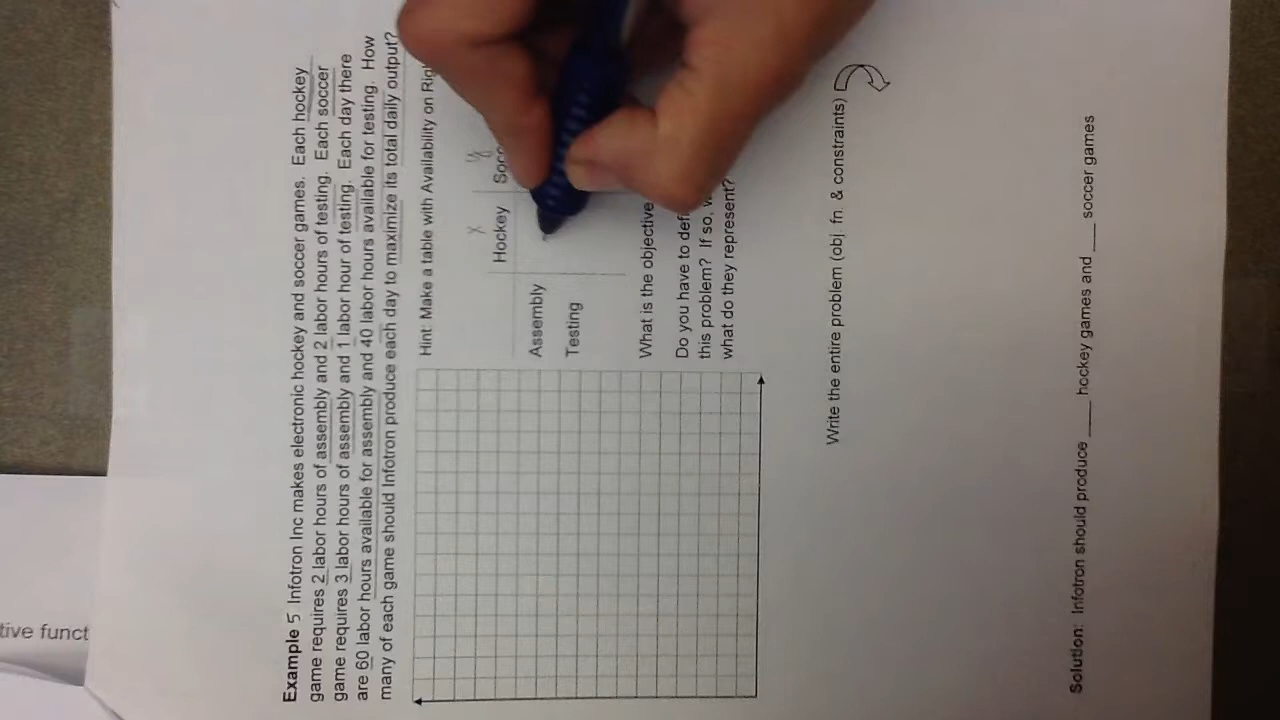 Example 5 Infotron Inc makes electronic hockey and soccer games. Each hockey
game requires 2 labor hours of assembly and 2 labor hours of testing. Each soccer
game requires 3 labor hours of assembly and 1 labor hour of testing. Each day there
are 60 labor hours available for assembly and 40 labor hours available for testing. How
many of each game should Infotron produce each day to maximize its total daily output?
Hint: Make a table with Availability on
x y
Hockey
Assembly
Testing
What is the objective
Do you have to
this problem? If so,
what do they represent?
Write the entire problem (obj. fn. & constraints)
Solution: Infotron should produce ____ hockey games and ___ soccer games
tive funct